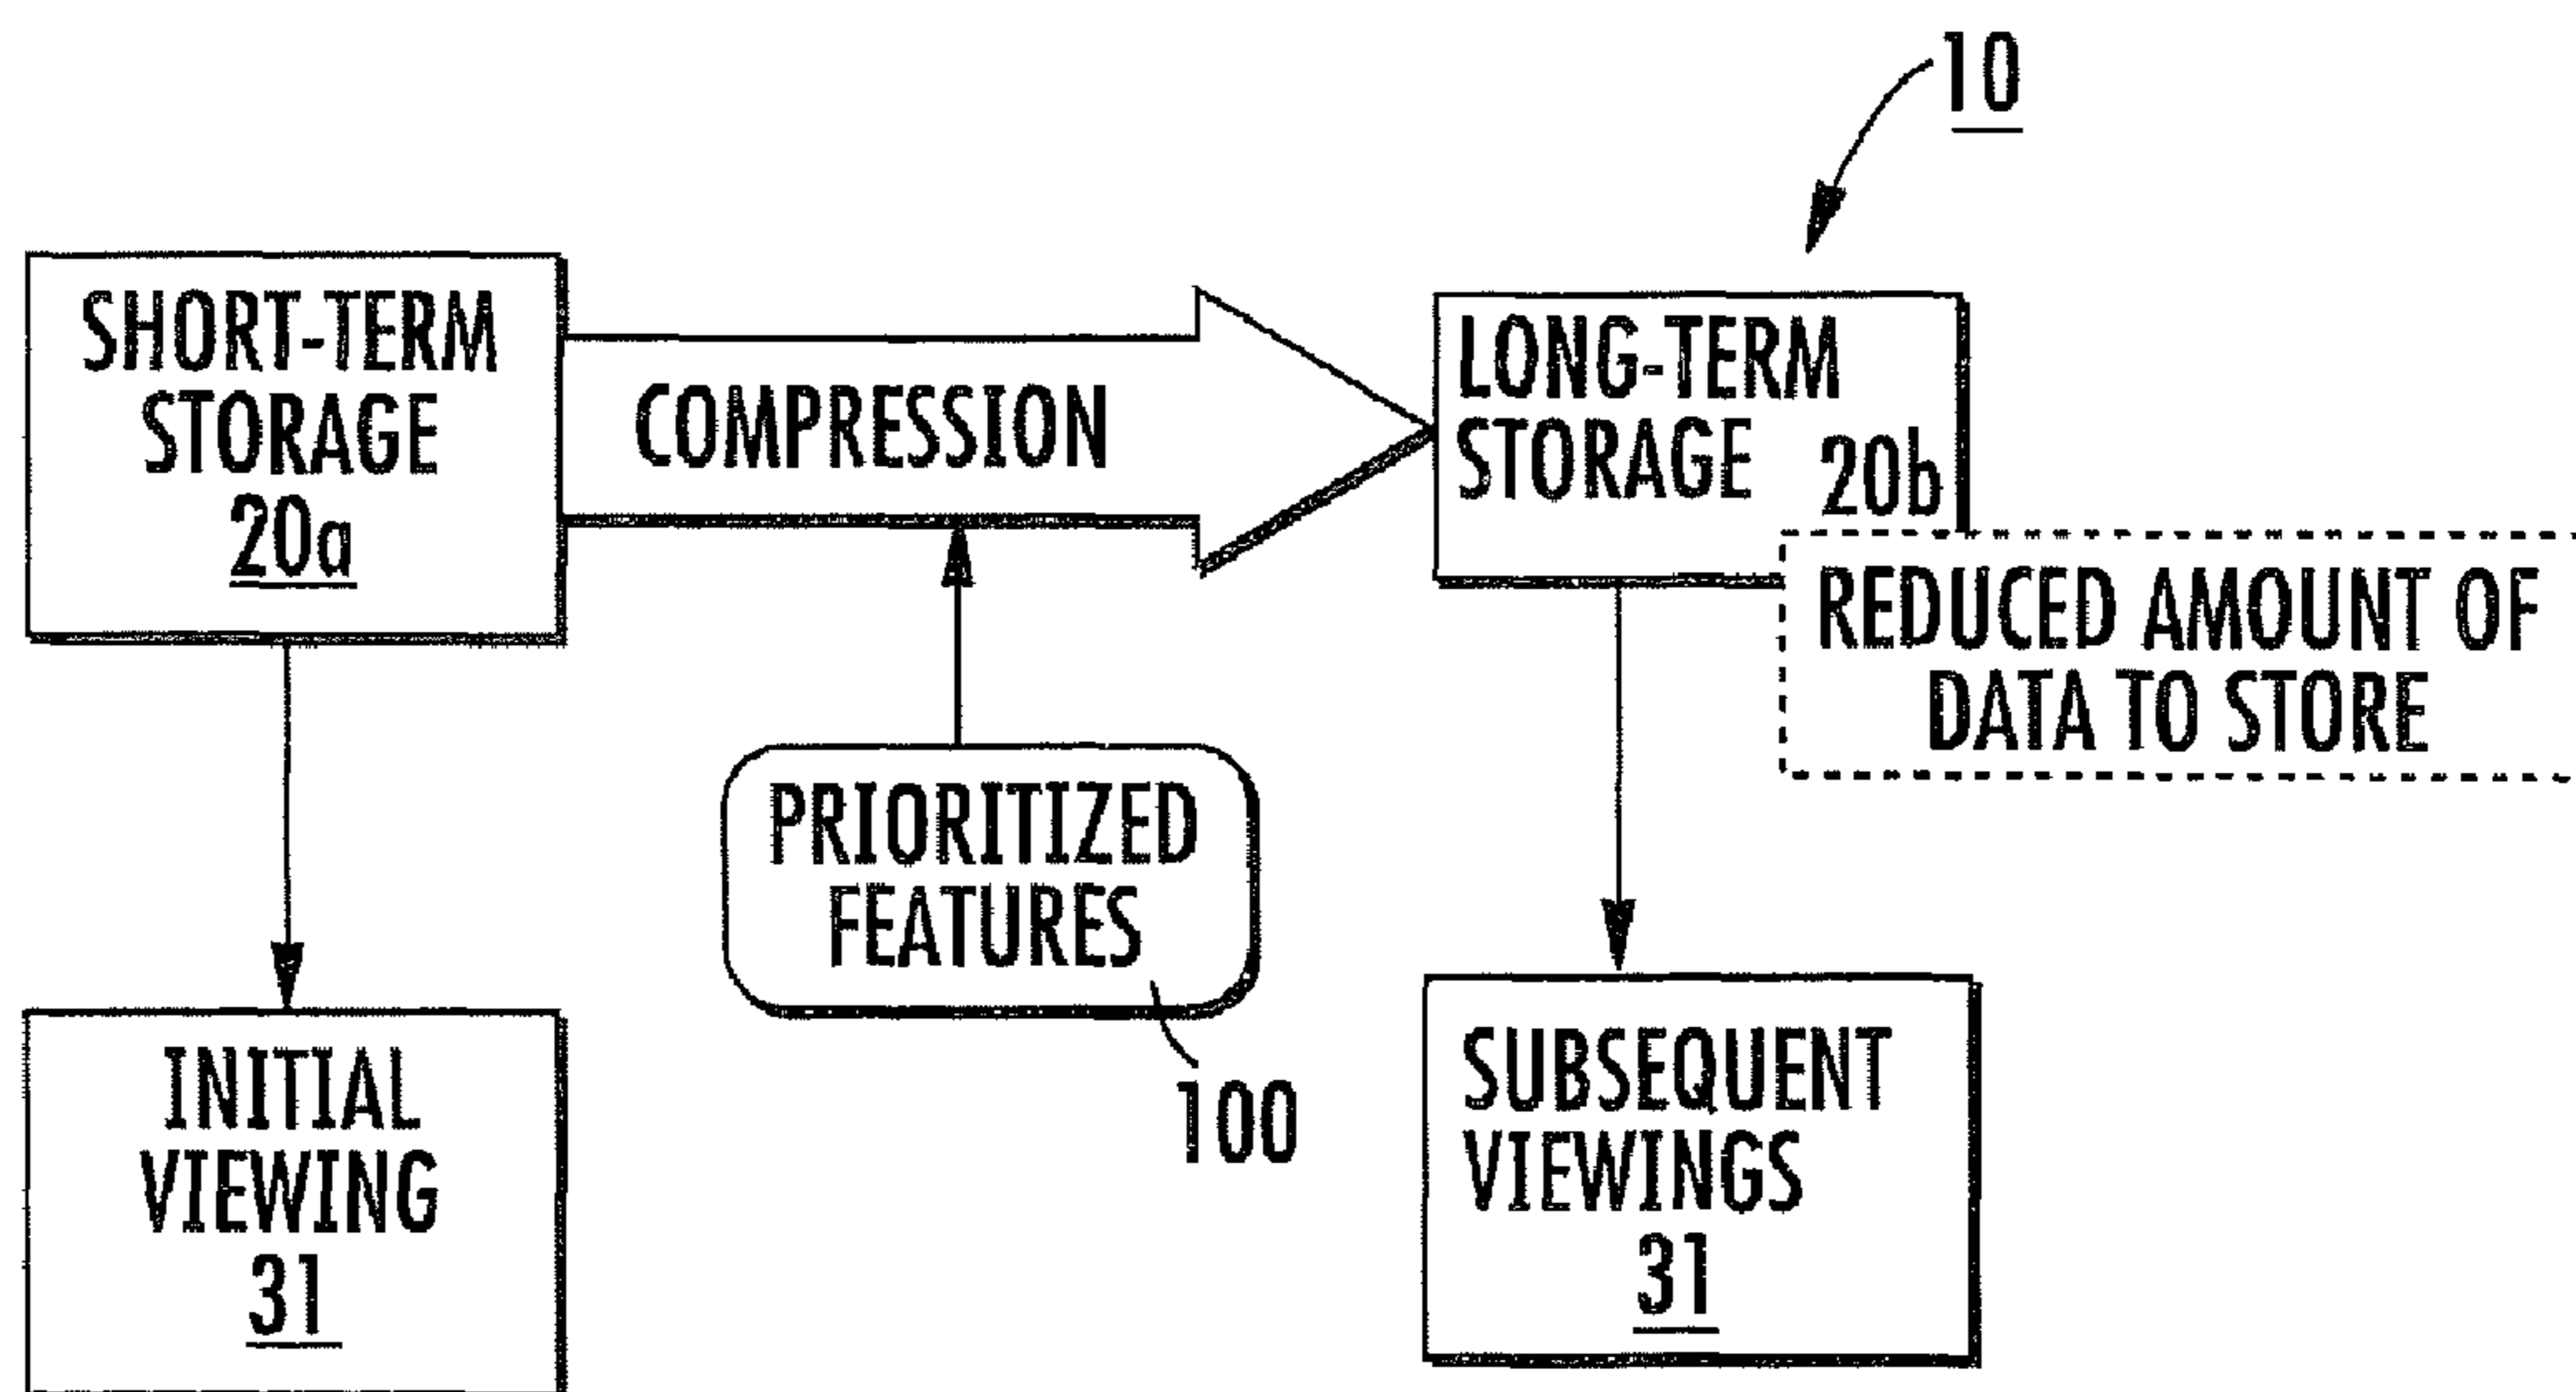 10
SHORT-TERM
STORAGE
20a
COMPRESSION
LONG-TERM
STORAGE
20b
REDUCED AMOUNT OF
DATA TO STORE
PRIORITIZED
FEATURES
100
INITIAL
VIEWING
31
SUBSEQUENT
VIEWINGS
31